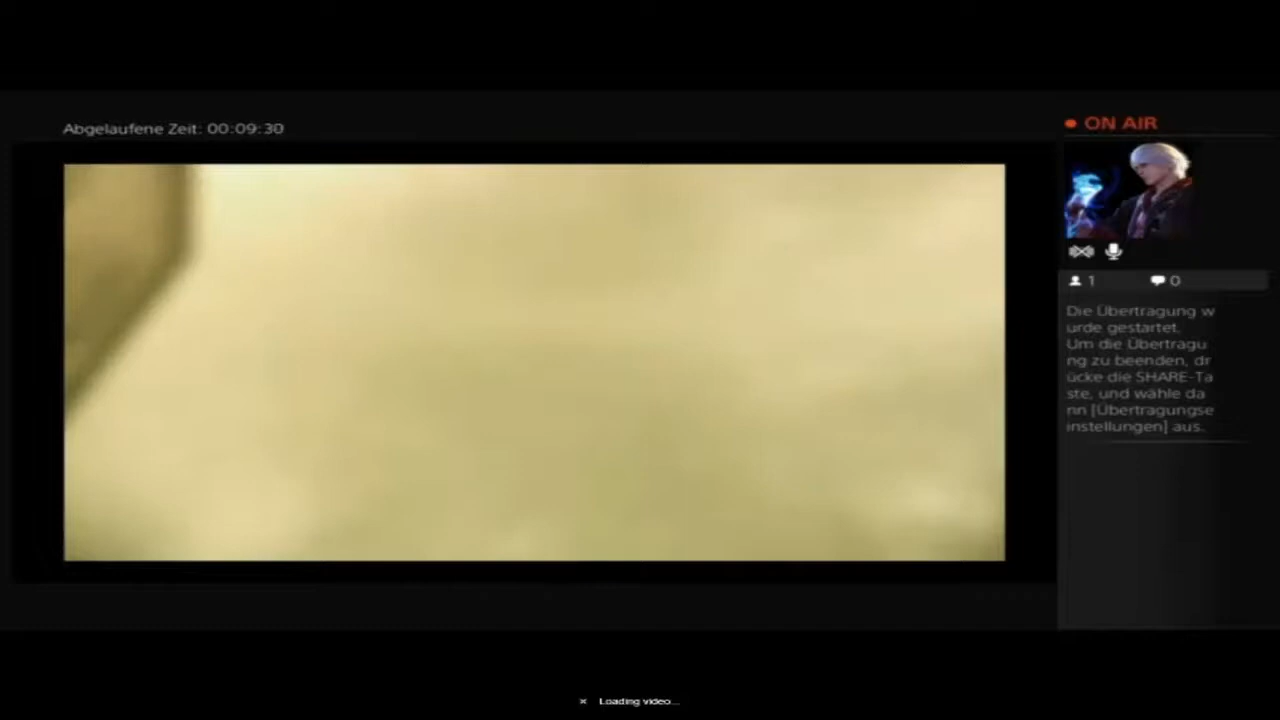 Abgelaufene Zeit: 00:09:30
ON AIR
1
0
Die Übertragung w
urde gestartet.
Um die Übertragu
ng zu beenden, dr
ücke die SHARE-Ta
ste, und wähle da
nn [Übertragungse
instellungen] aus.
Loading video...